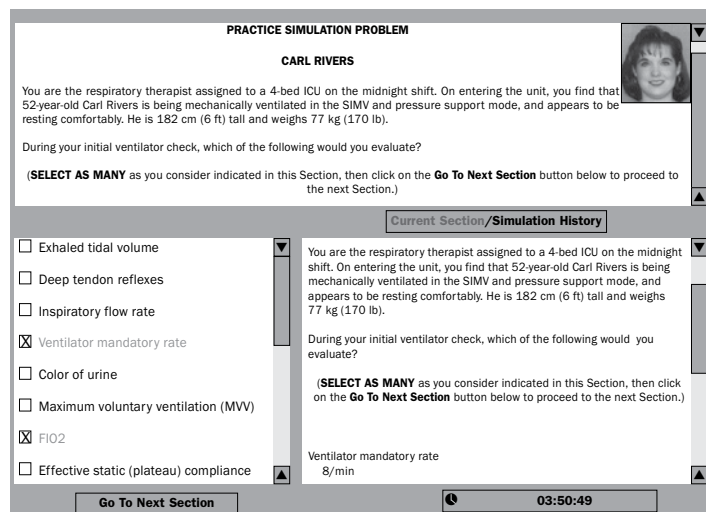 PRACTICE SIMULATION PROBLEM
CARL RIVERS
You are the respiratory therapist assigned to a 4-bed ICU on the midnight shift. On entering the unit, you find that
52-year-old Carl Rivers is being mechanically ventilated in the SIMV and pressure support mode, and appears to be
resting comfortably. He is 182 cm (6 ft) tall and weighs 77 kg (170 lb).
During your initial ventilator check, which of the following would you evaluate?
(SELECT AS MANY as you consider indicated in this Section, then click on the Go To Next Section button below to proceed to
the next Section.)
Current Section/Simulation History
Exhaled tidal volume
Deep tendon reflexes
Inspiratory flow rate
X Ventilator mandatory rate
Color of urine
Maximum voluntary ventilation (MVV)
X FIO2
Effective static (plateau) compliance
You are the respiratory therapist assigned to a 4-bed ICU on the midnight
shift. On entering the unit, you find that 52-year-old Carl Rivers is being
mechanically ventilated in the SIMV and pressure support mode, and
appears to be resting comfortably. He is 182 cm (6 ft) tall and weighs
77 kg (170 lb).
During your initial ventilator check, which of the following would you
evaluate?
(SELECT AS MANY as you consider indicated in this Section, then click
on the Go To Next Section button below to proceed to the next Section.)
Ventilator mandatory rate
8/min
Go To Next Section
03:50:49